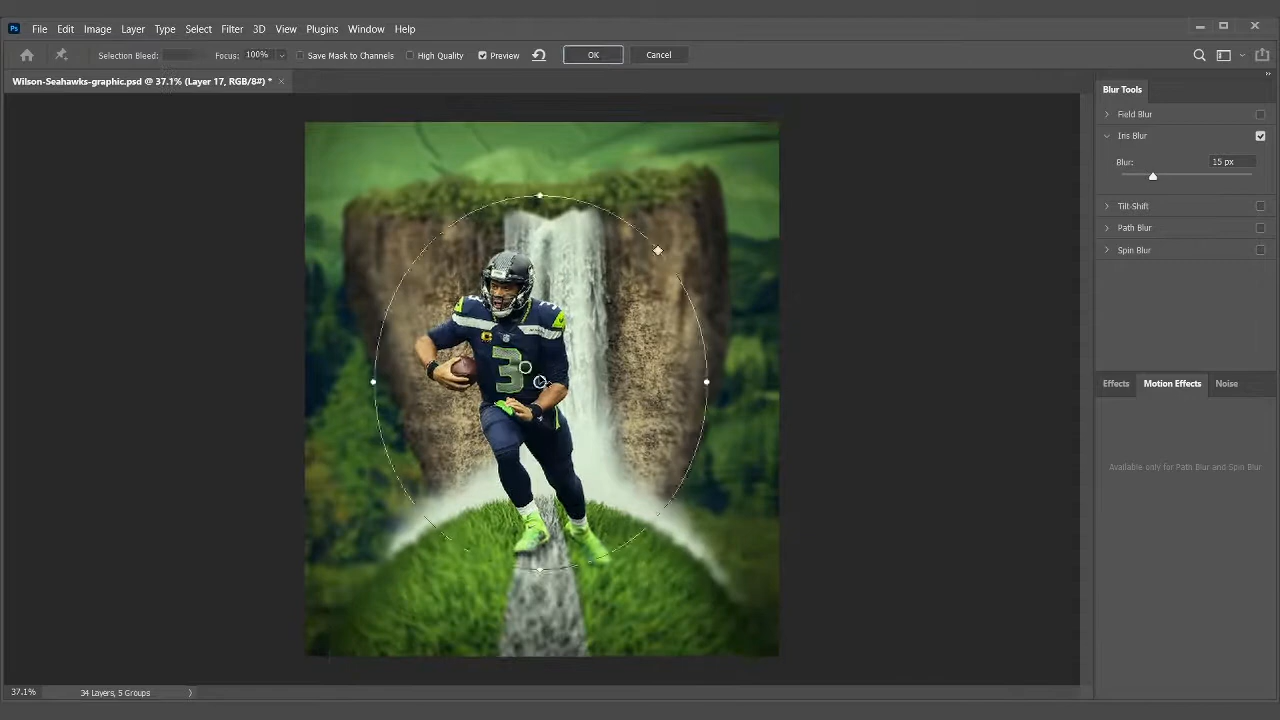 Ps File Edit Image Layer Type Select Filter 3D View Plugins Window Help
Selection Bleed: Focus: 100% Save Mask to Channels High Quality Preview OK Cancel
Wilson-Seahawks-graphic.psd @ 37.1% (Layer 17, RGB/8#) * ×
Blur Tools
Field Blur
Iris Blur
Blur: 15 px
Tilt-Shift
Path Blur
Spin Blur
Effects Motion Effects Noise
Available only for Path Blur and Spin Blur
3 3
3
37.1% 34 Layers, 5 Groups